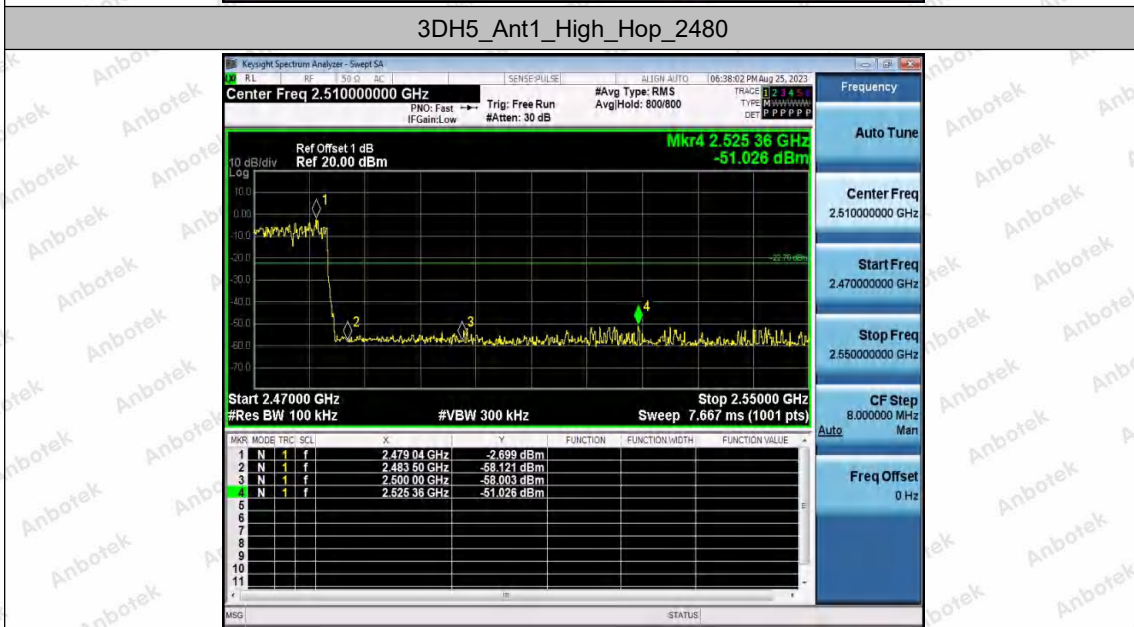 3DH5_Ant1_High_Hop_2480
Keysight Spectrum Analyzer - Swept SA
RL RF 50 Ω AC SENSE:PULSE ALIGN AUTO 06:38:02 PM Aug 25, 2023
Center Freq 2.510000000 GHz
PNO: Fast
IFGain:Low
Trig: Free Run
#Atten: 30 dB
#Avg Type: RMS
Avg|Hold: 800/800
TRACE 1 2 3 4 5 6
TYPE M W W W W W
DET P P P P P P
Mkr4 2.525 36 GHz
-51.026 dBm
Ref Offset 1 dB
10 dB/div Ref 20.00 dBm
Log
10.0
0.00
-10.0
-20.0
-30.0
-40.0
-50.0
-60.0
-70.0
1
2
3
4
-22.70 dBm
Start 2.47000 GHz Stop 2.55000 GHz
#Res BW 100 kHz #VBW 300 kHz Sweep 7.667 ms (1001 pts)
MKR MODE TRC SCL X Y FUNCTION FUNCTION WIDTH FUNCTION VALUE
1 N 1 f 2.479 04 GHz -2.699 dBm
2 N 1 f 2.483 50 GHz -58.121 dBm
3 N 1 f 2.500 00 GHz -58.003 dBm
4 N 1 f 2.525 36 GHz -51.026 dBm
5
6
7
8
9
10
11
MSG STATUS
Frequency
Auto Tune
Center Freq
2.510000000 GHz
Start Freq
2.470000000 GHz
Stop Freq
2.550000000 GHz
CF Step
8.000000 MHz
Auto Man
Freq Offset
0 Hz
Anbotek